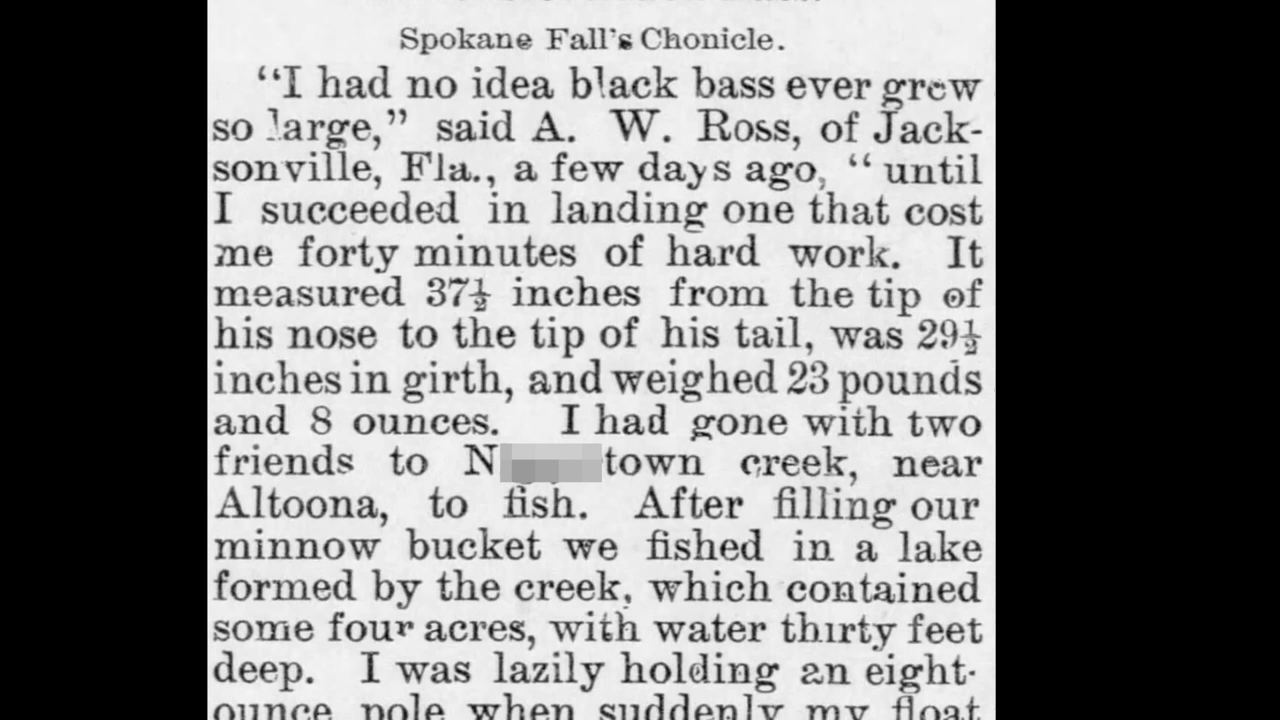 Spokane Fall's Chonicle.
"I had no idea black bass ever grew
so large," said A. W. Ross, of Jack-
sonville, Fla., a few days ago, "until
I succeeded in landing one that cost
me forty minutes of hard work. It
measured 37½ inches from the tip of
his nose to the tip of his tail, was 29½
inches in girth, and weighed 23 pounds
and 8 ounces. I had gone with two
friends to N town creek, near
Altoona, to fish. After filling our
minnow bucket we fished in a lake
formed by the creek, which contained
some four acres, with water thirty feet
deep. I was lazily holding an eight-
ounce pole when suddenly my float